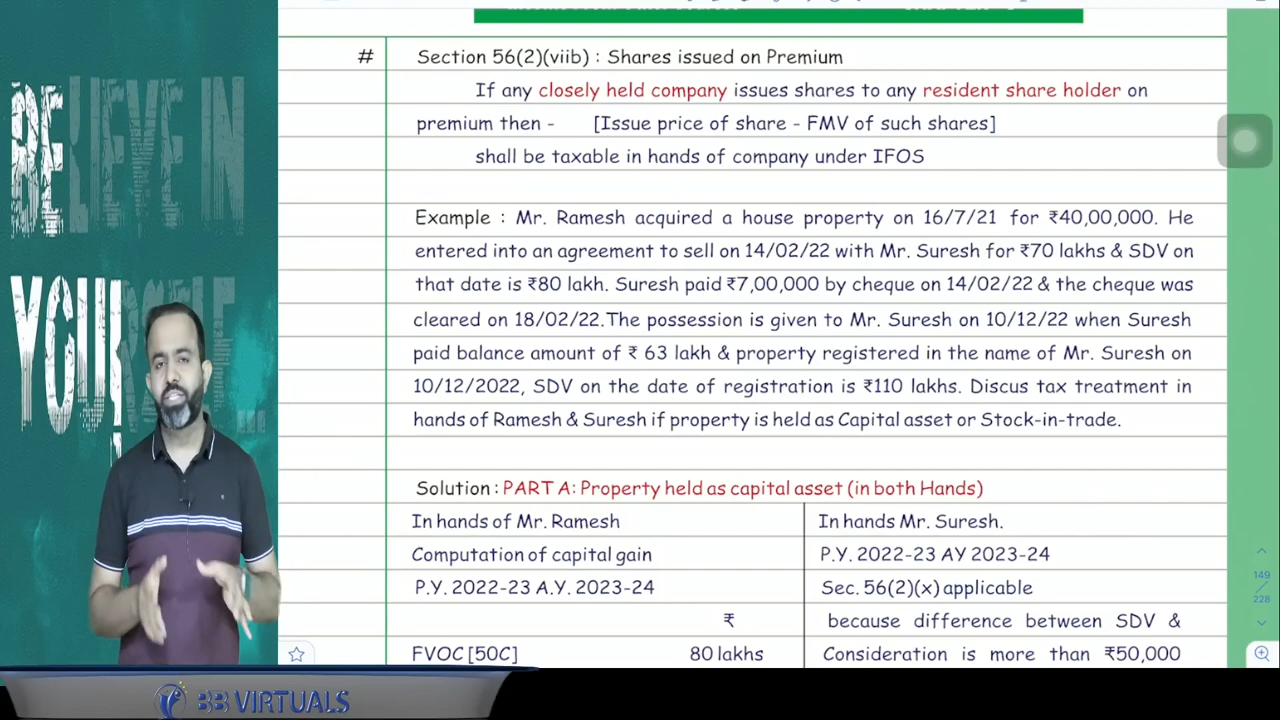 BELIEVE IN
YOURSELF...
# Section 56(2)(viib) : Shares issued on Premium
If any closely held company issues shares to any resident share holder on
premium then - [Issue price of share - FMV of such shares]
shall be taxable in hands of company under IFOS
Example : Mr. Ramesh acquired a house property on 16/7/21 for ₹40,00,000. He
entered into an agreement to sell on 14/02/22 with Mr. Suresh for ₹70 lakhs & SDV on
that date is ₹80 lakh. Suresh paid ₹7,00,000 by cheque on 14/02/22 & the cheque was
cleared on 18/02/22.The possession is given to Mr. Suresh on 10/12/22 when Suresh
paid balance amount of ₹ 63 lakh & property registered in the name of Mr. Suresh on
10/12/2022, SDV on the date of registration is ₹110 lakhs. Discus tax treatment in
hands of Ramesh & Suresh if property is held as Capital asset or Stock-in-trade.
Solution : PART A: Property held as capital asset (in both Hands)
In hands of Mr. Ramesh
Computation of capital gain
P.Y. 2022-23 A.Y. 2023-24
₹
FVOC [50C] 80 lakhs
In hands Mr. Suresh.
P.Y. 2022-23 AY 2023-24
Sec. 56(2)(x) applicable
because difference between SDV &
Consideration is more than ₹50,000
149
228
BB VIRTUALS